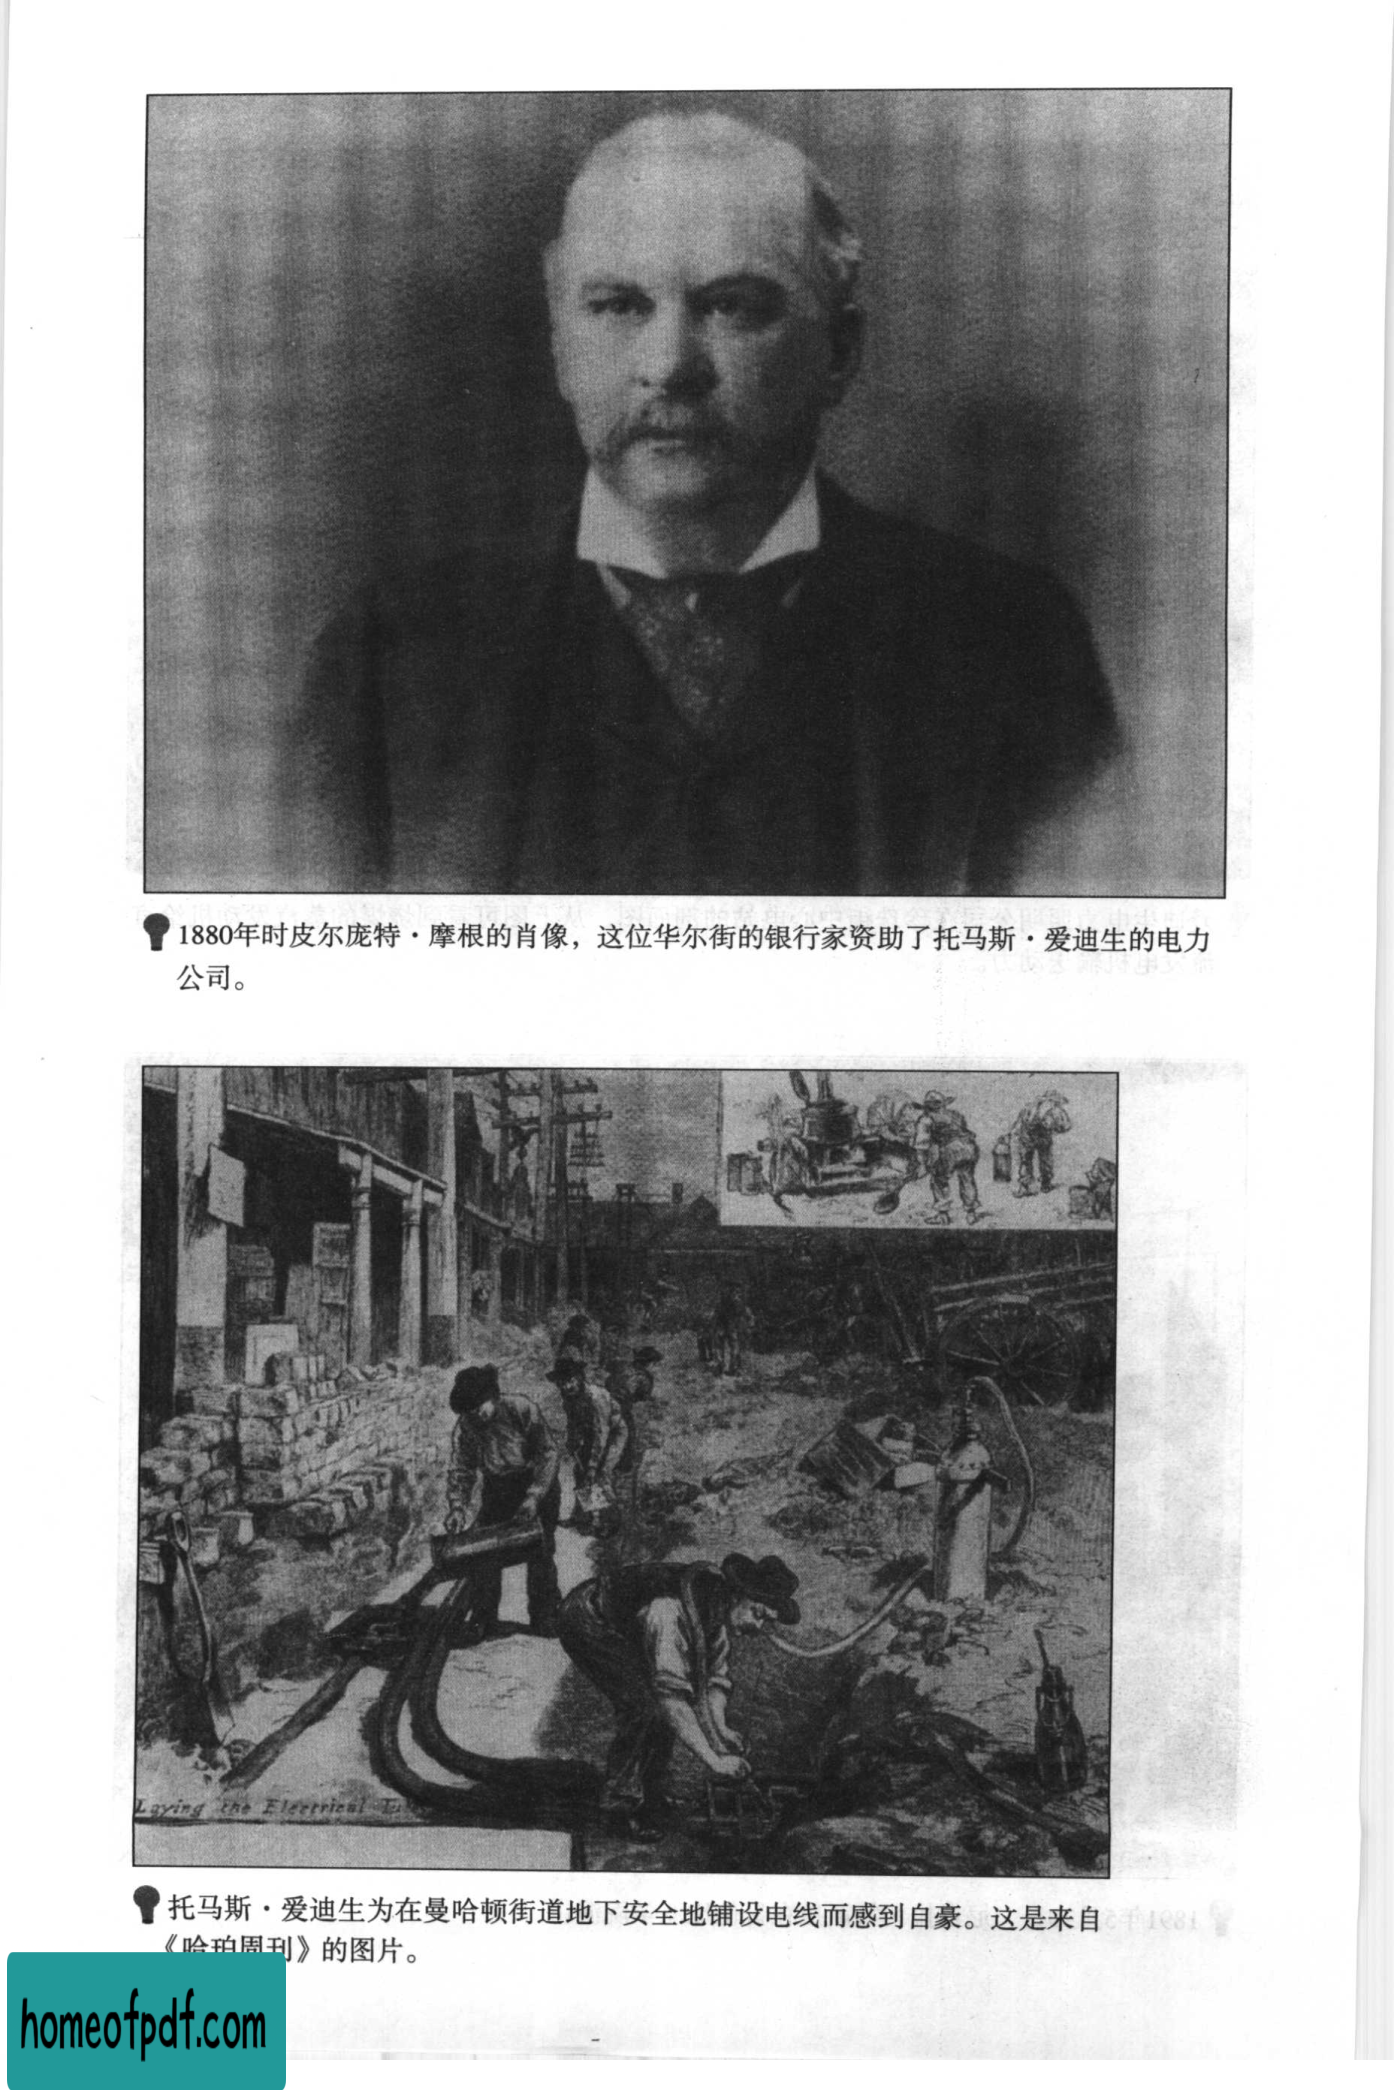 1880年时皮尔庞特·摩根的肖像，这位华尔街的银行家资助了托马斯·爱迪生的电力
公司。
Laying the Electrical
托马斯·爱迪生为在曼哈顿街道地下安全地铺设电线而感到自豪。这是来自
《哈珀周刊》的图片。
homeofpdf.com